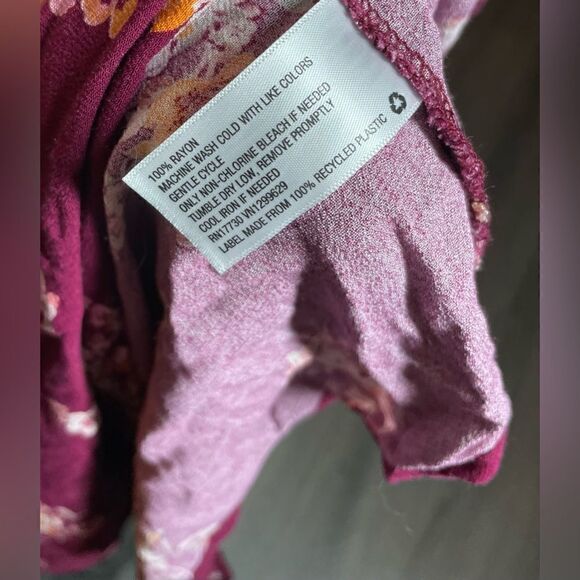 100% RAYON
MACHINE WASH COLD WITH LIKE COLORS
GENTLE CYCLE
ONLY NON-CHLORINE BLEACH IF NEEDED
TUMBLE DRY LOW, REMOVE PROMPTLY
COOL IRON IF NEEDED
RN17730 VN1299629
LABEL MADE FROM 100% RECYCLED PLASTIC